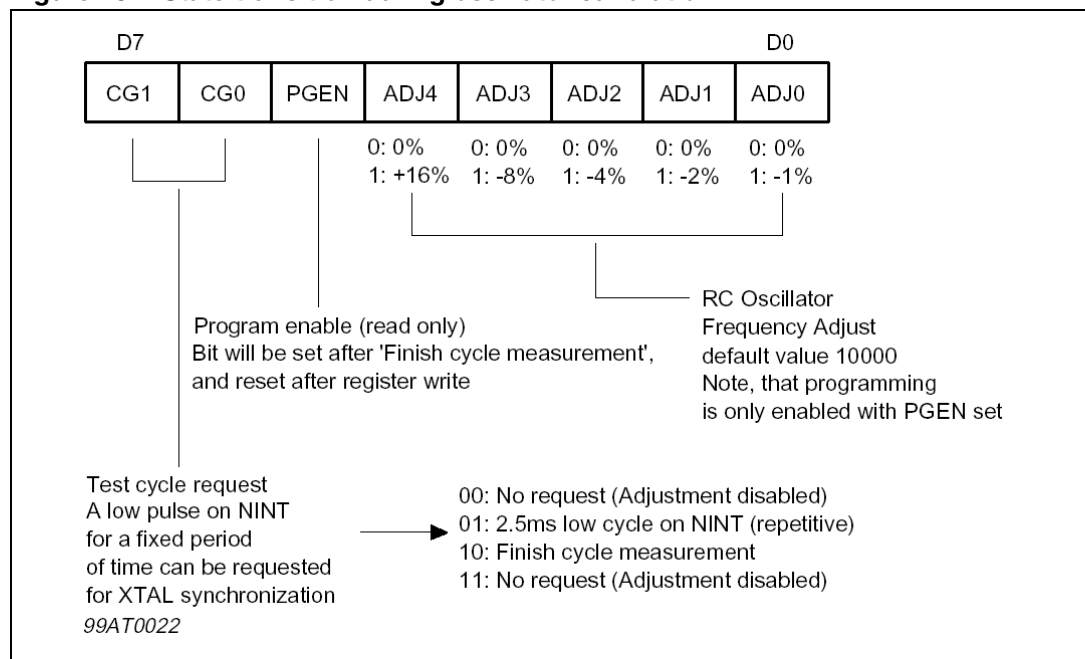 D7 D0
CG1 CG0 PGEN ADJ4 ADJ3 ADJ2 ADJ1 ADJ0
0: 0% 0: 0% 0: 0% 0: 0% 0: 0%
1: +16% 1: -8% 1: -4% 1: -2% 1: -1%
RC Oscillator
Frequency Adjust
default value 10000
Note, that programming
is only enabled with PGEN set
Program enable (read only)
Bit will be set after 'Finish cycle measurement',
and reset after register write
Test cycle request
A low pulse on NINT
for a fixed period
of time can be requested
for XTAL synchronization
00: No request (Adjustment disabled)
01: 2.5ms low cycle on NINT (repetitive)
10: Finish cycle measurement
11: No request (Adjustment disabled)
99AT0022